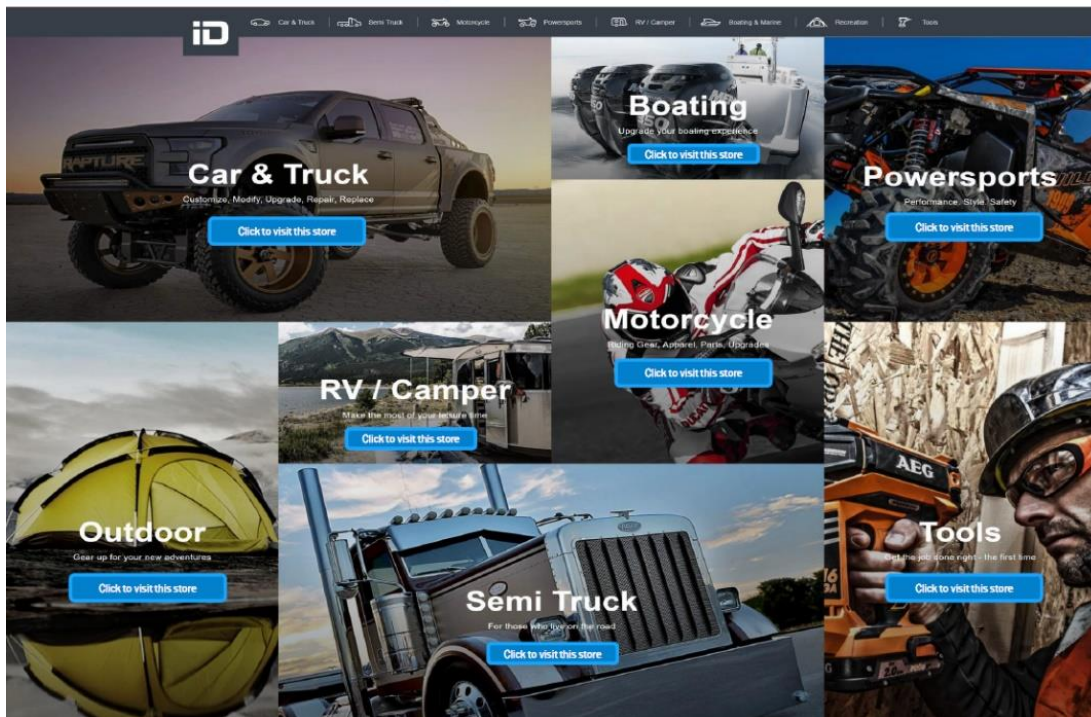 iD
Car & Truck
Semi Truck
Motorcycle
Powersports
RV / Camper
Boating & Marine
Recreation
Tools
Car & Truck
Customize, Modify, Upgrade, Repair, Replace
Click to visit this store
RAPTLIRE
Boating
Upgrade your boating experience
Click to visit this store
Powersports
Performance, Style, Safety
Click to visit this store
Motorcycle
Riding Gear, Apparel, Parts, Upgrades
Click to visit this store
RV / Camper
Make the most of your leisure time
Click to visit this store
Outdoor
Gear up for your new adventures
Click to visit this store
Semi Truck
For those who live on the road
Click to visit this store
AEG
Tools
Get the job done right - the first time
Click to visit this store